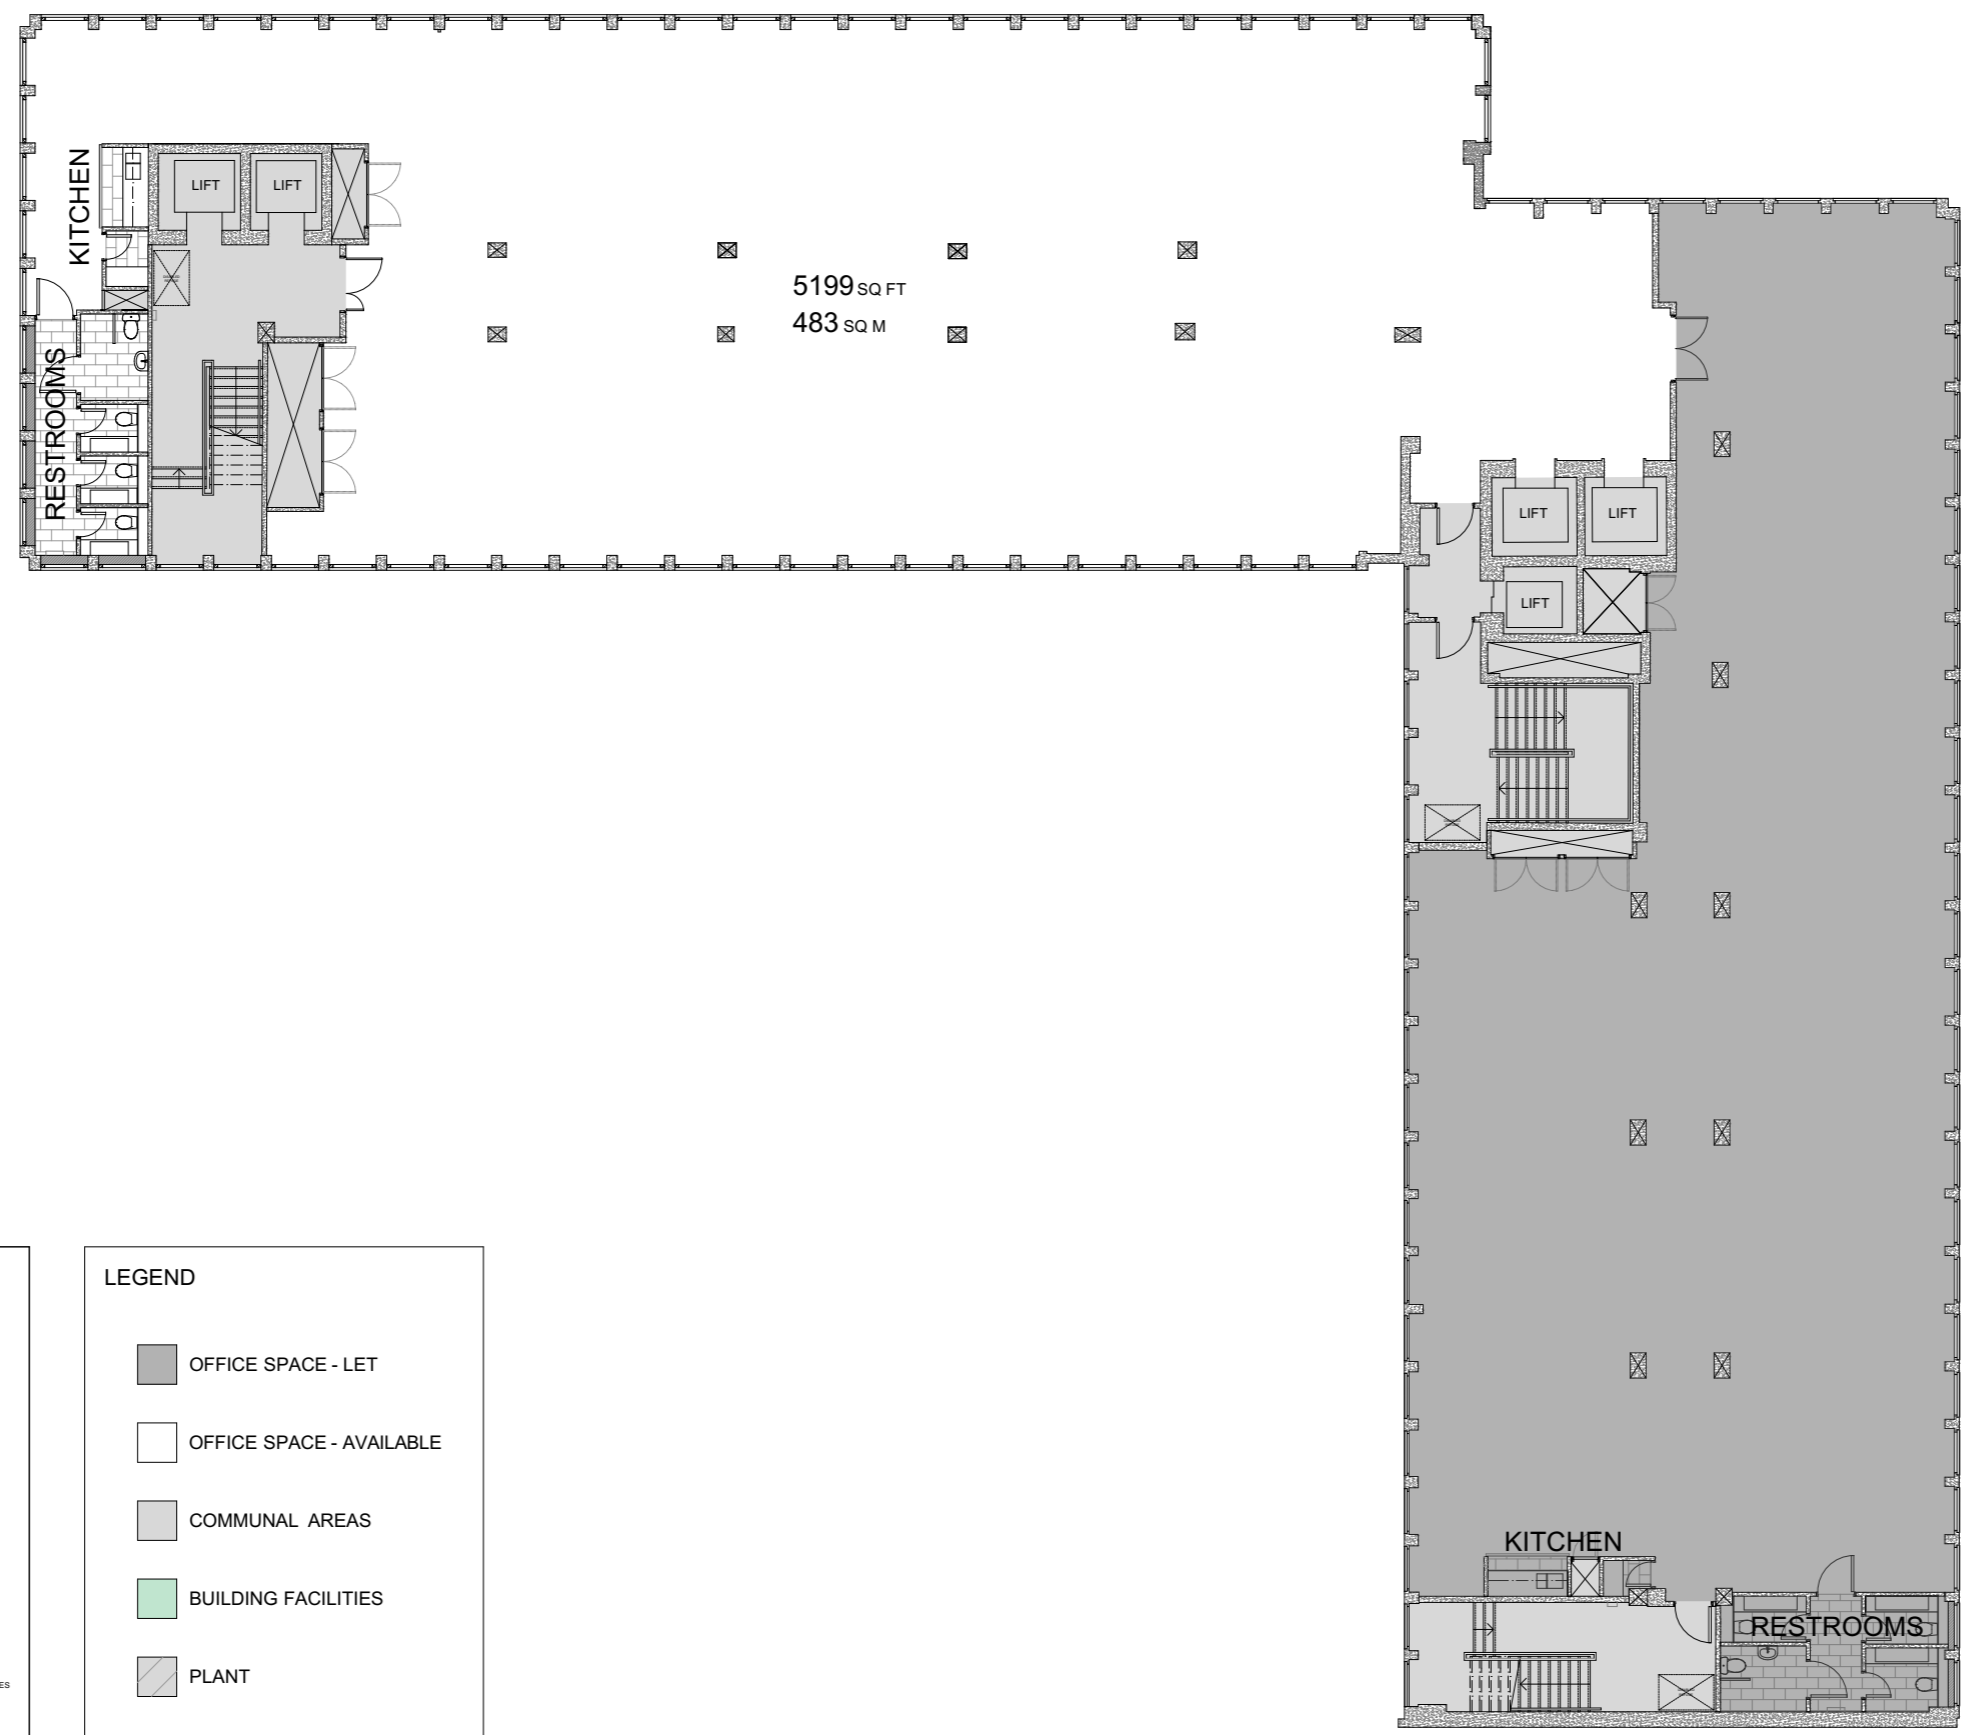 KITCHEN
LIFT
LIFT
5199 SQ FT
483 SQ M
RESTROOMS
LIFT
LIFT
LIFT
LEGEND
OFFICE SPACE - LET
OFFICE SPACE - AVAILABLE
COMMUNAL AREAS
BUILDING FACILITIES
PLANT
ES
KITCHEN
RESTROOMS